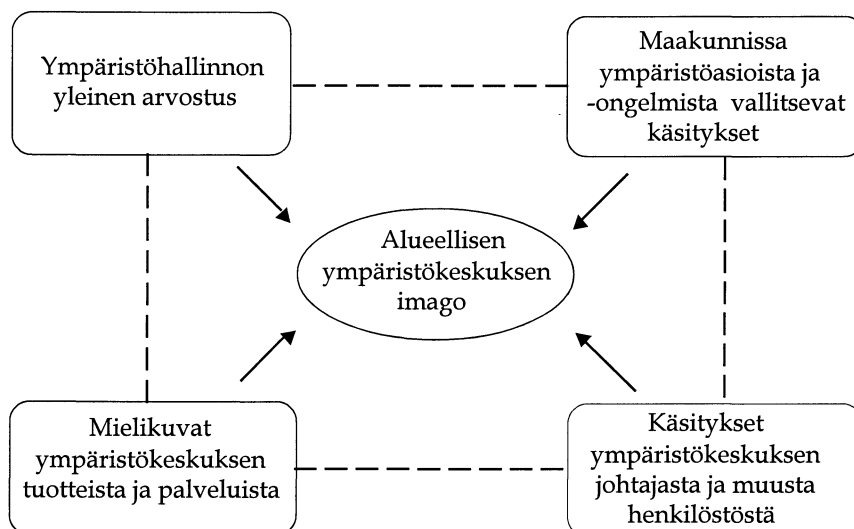 Ympäristöhallinnon
yleinen arvostus
Maakunnissa
ympäristöasioista ja
-ongelmista vallitsevat
käsitykset
Alueellisen
ympäristökeskuksen
imago
Mielikuvat
ympäristökeskuksen
tuotteista ja palveluista
Käsitykset
ympäristökeskuksen
johtajasta ja muusta
henkilöstöstä